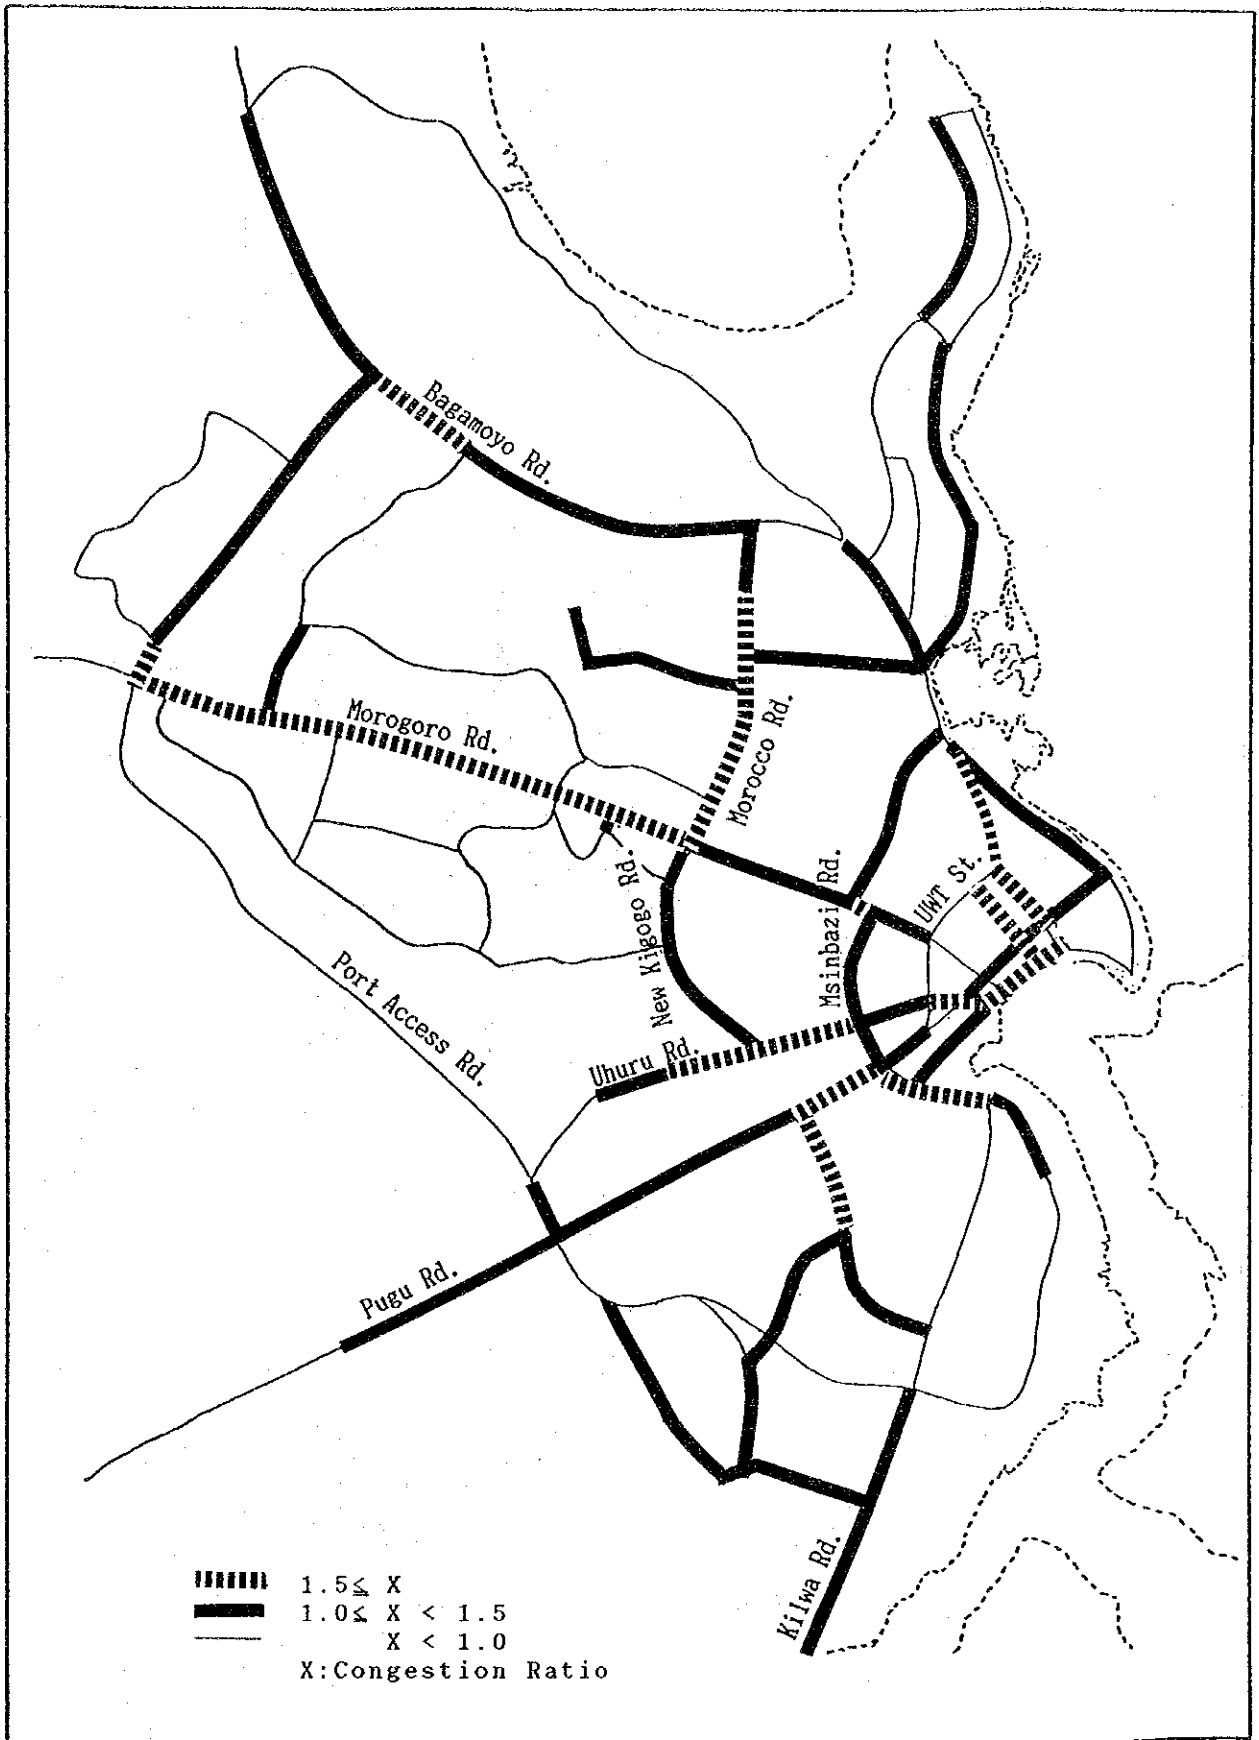 Bagamoyo Rd.
Morogoro Rd.
Morocco Rd.
New Kigogo Rd.
Msinbazi Rd.
UWT St.
Port Access Rd.
Uhuru Rd.
Pugu Rd.
Kilwa Rd.
1.5≦ X
1.0≦ X < 1.5
X < 1.0
X:Congestion Ratio